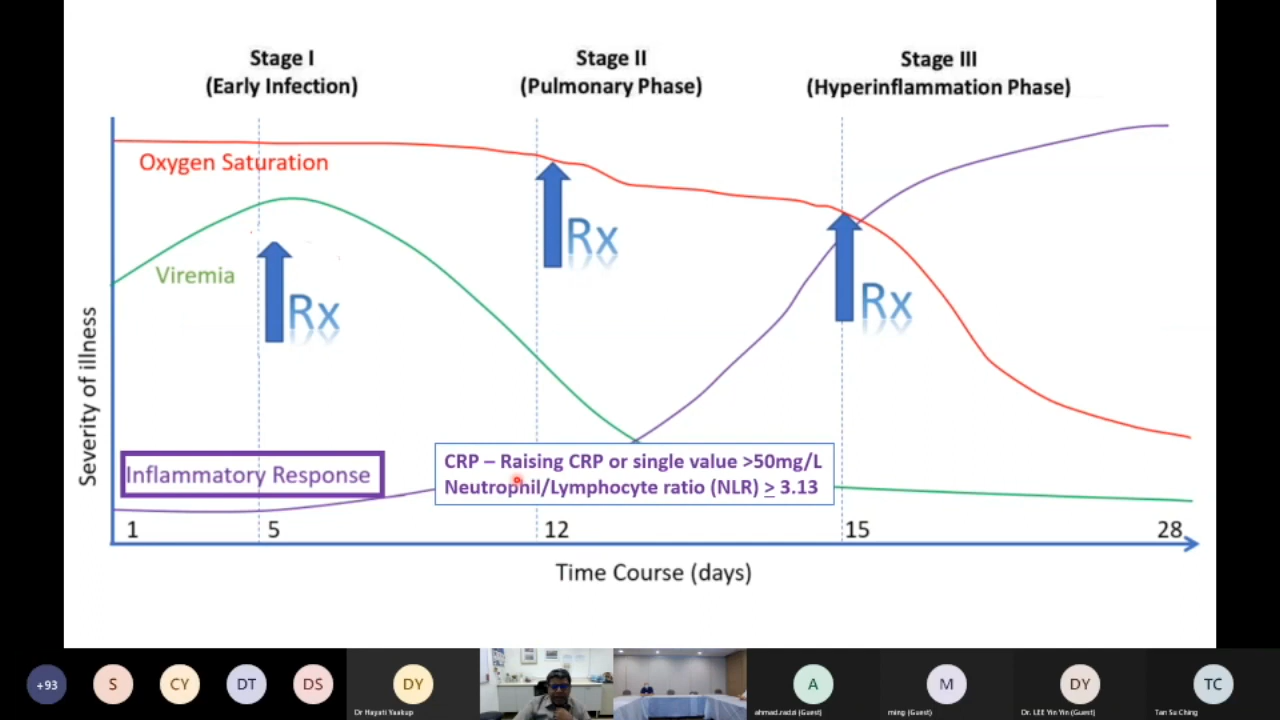 Stage I
(Early Infection)
Stage II
(Pulmonary Phase)
Stage III
(Hyperinflammation Phase)
Oxygen Saturation
Viremia
Rx
Rx
Rx
Severity of illness
Inflammatory Response
CRP – Raising CRP or single value >50mg/L
Neutrophil/Lymphocyte ratio (NLR) ≥ 3.13
1
5
12
15
28
Time Course (days)
+93
S
CY
DT
DS
DY
Dr Hayati Yaakup
A
ahmad.radzi (Guest)
M
ming (Guest)
DY
Dr. LEE Yin Yin (Guest)
TC
Tan Su Ching